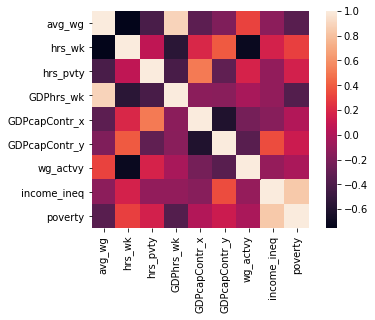 avg_wg
hrs_wk
hrs_pvty
GDPhrs_wk
GDPcapContr_x
GDPcapContr_y
wg_actvy
income_ineq
poverty
avg_wg
hrs_wk
hrs_pvty
GDPhrs_wk
GDPcapContr_x
GDPcapContr_y
wg_actvy
income_ineq
poverty
1.0
0.8
0.6
0.4
0.2
0.0
−0.2
−0.4
−0.6